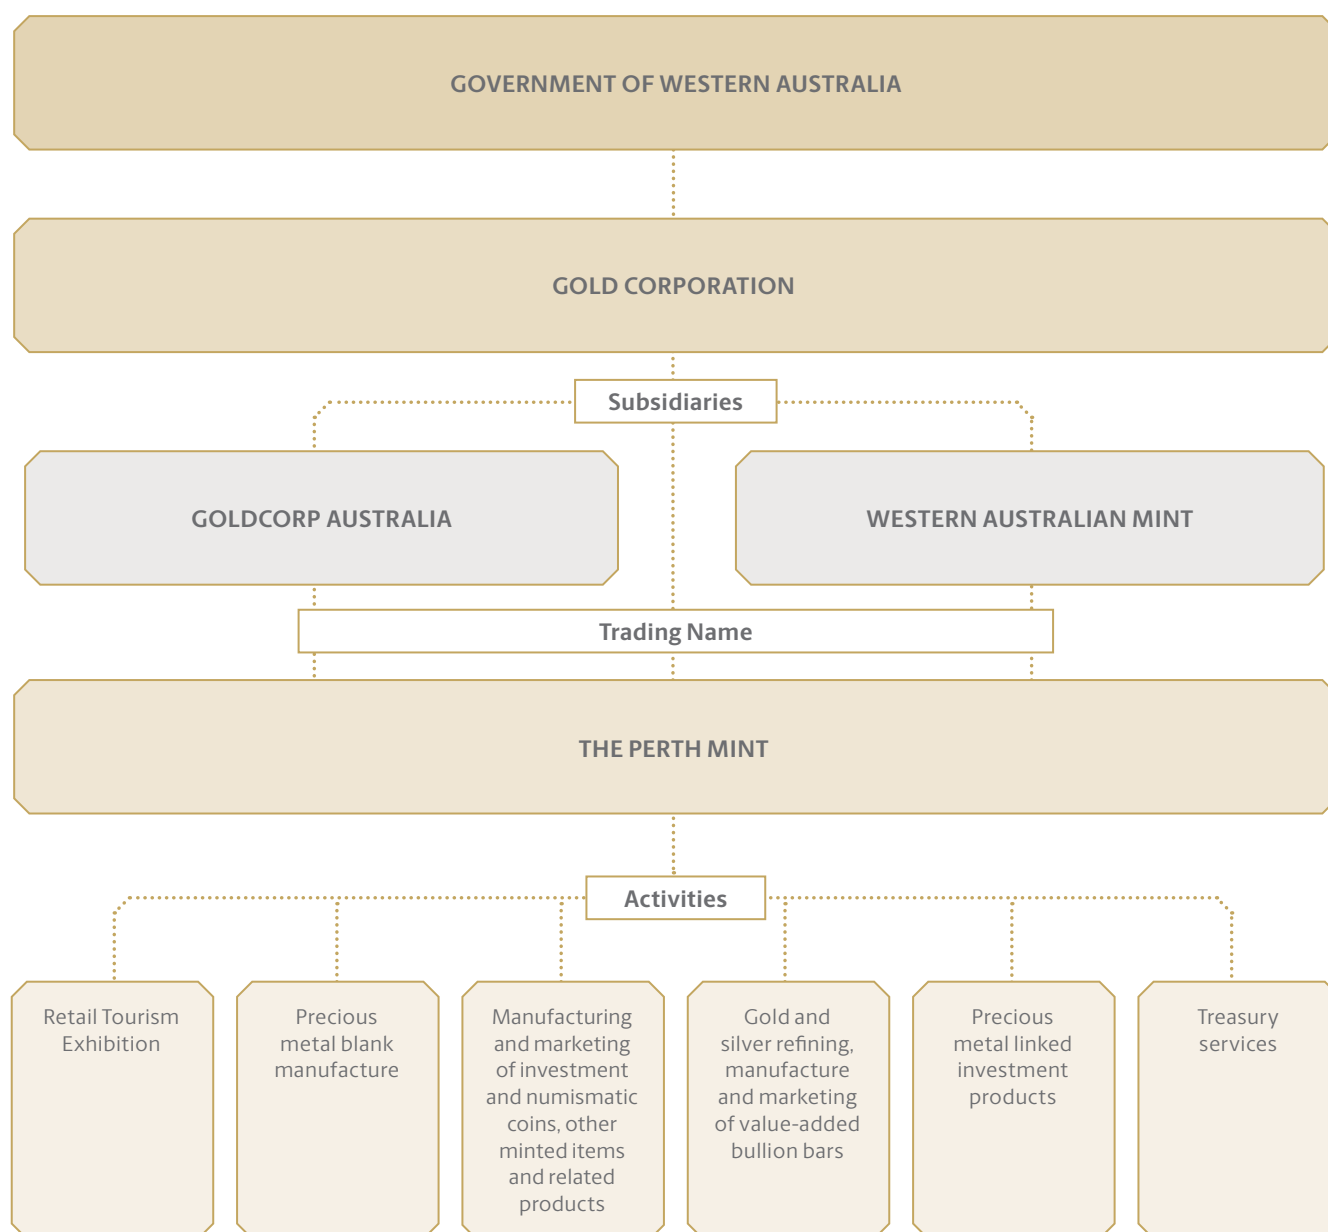 GOVERNMENT OF WESTERN AUSTRALIA
GOLD CORPORATION
Subsidiaries
GOLDCORP AUSTRALIA
WESTERN AUSTRALIAN MINT
Trading Name
THE PERTH MINT
Activities
Retail Tourism
Exhibition
Precious
metal blank
manufacture
Manufacturing
and marketing
of investment
and numismatic
coins, other
minted items
and related
products
Gold and
silver refining,
manufacture
and marketing
of value-added
bullion bars
Precious
metal linked
investment
products
Treasury
services